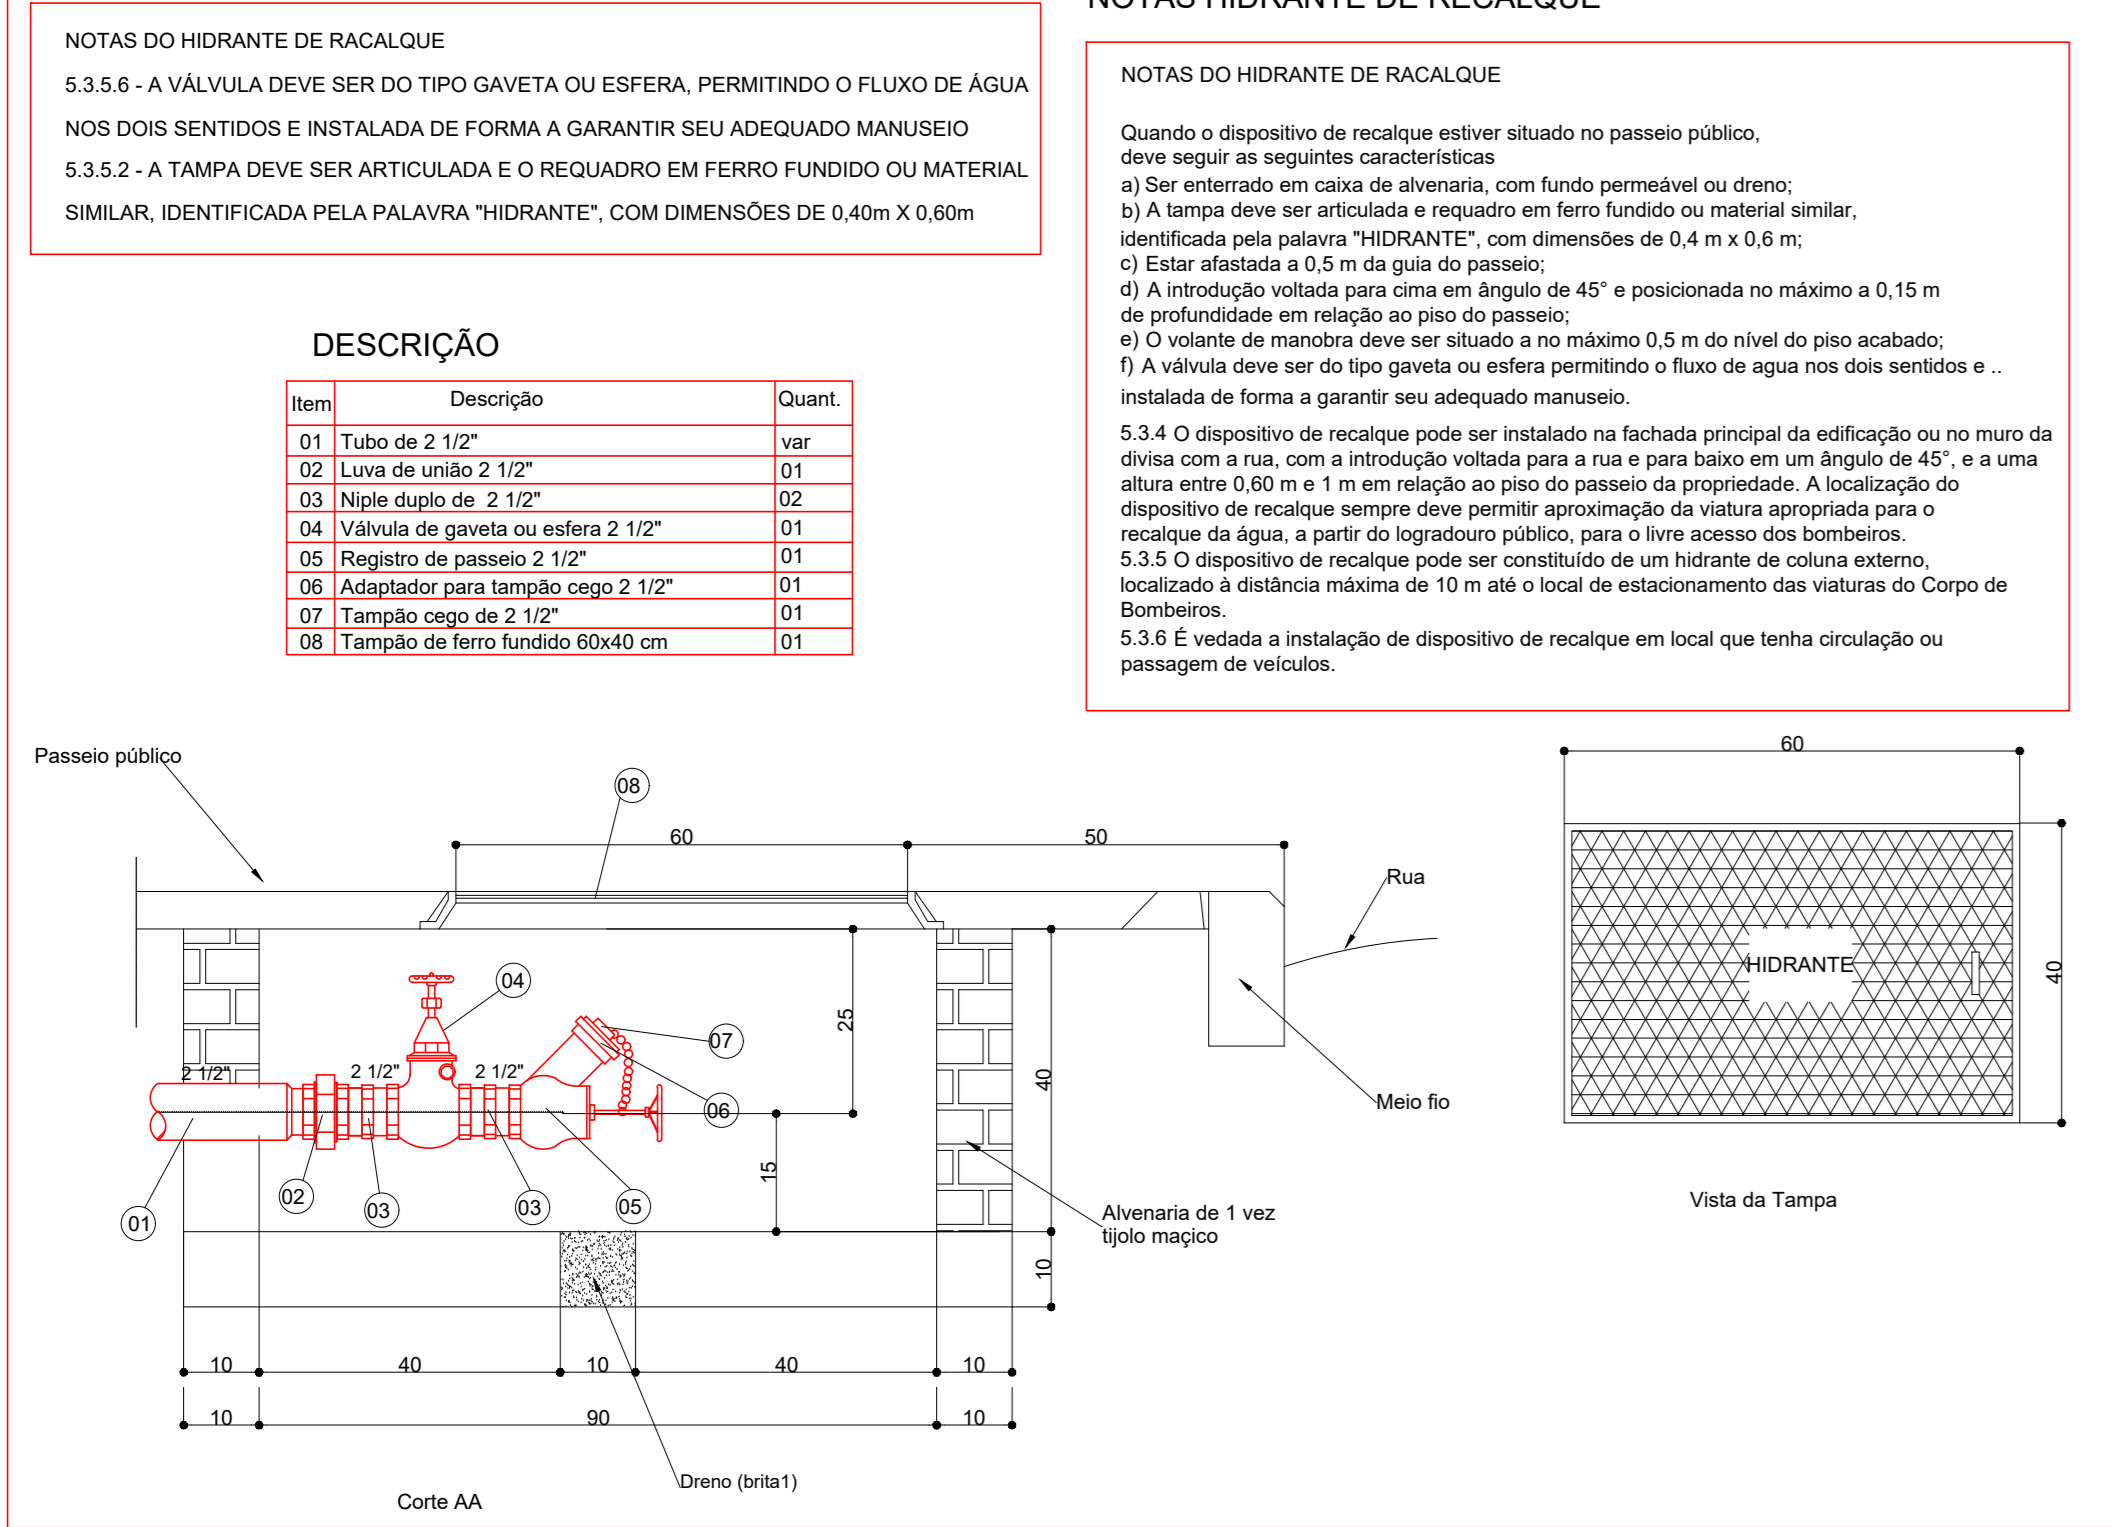 NOTAS HIDRANTE DE RECALQUE
NOTAS DO HIDRANTE DE RACALQUE
5.3.5.6 - A VÁLVULA DEVE SER DO TIPO GAVETA OU ESFERA, PERMITINDO O FLUXO DE ÁGUA
NOS DOIS SENTIDOS E INSTALADA DE FORMA A GARANTIR SEU ADEQUADO MANUSEIO
5.3.5.2 - A TAMPA DEVE SER ARTICULADA E O REQUADRO EM FERRO FUNDIDO OU MATERIAL
SIMILAR, IDENTIFICADA PELA PALAVRA "HIDRANTE", COM DIMENSÕES DE 0,40m X 0,60m
NOTAS DO HIDRANTE DE RACALQUE
Quando o dispositivo de recalque estiver situado no passeio público,
deve seguir as seguintes características
a) Ser enterrado em caixa de alvenaria, com fundo permeável ou dreno;
b) A tampa deve ser articulada e requadro em ferro fundido ou material similar,
identificada pela palavra "HIDRANTE", com dimensões de 0,4 m x 0,6 m;
c) Estar afastada a 0,5 m da guia do passeio;
d) A introdução voltada para cima em ângulo de 45° e posicionada no máximo a 0,15 m
de profundidade em relação ao piso do passeio;
e) O volante de manobra deve ser situado a no máximo 0,5 m do nível do piso acabado;
f) A válvula deve ser do tipo gaveta ou esfera permitindo o fluxo de agua nos dois sentidos e ..
instalada de forma a garantir seu adequado manuseio.
5.3.4 O dispositivo de recalque pode ser instalado na fachada principal da edificação ou no muro da
divisa com a rua, com a introdução voltada para a rua e para baixo em um ângulo de 45°, e a uma
altura entre 0,60 m e 1 m em relação ao piso do passeio da propriedade. A localização do
dispositivo de recalque sempre deve permitir aproximação da viatura apropriada para o
recalque da água, a partir do logradouro público, para o livre acesso dos bombeiros.
5.3.5 O dispositivo de recalque pode ser constituído de um hidrante de coluna externo,
localizado à distância máxima de 10 m até o local de estacionamento das viaturas do Corpo de
Bombeiros.
5.3.6 É vedada a instalação de dispositivo de recalque em local que tenha circulação ou
passagem de veículos.
DESCRIÇÃO
Item Descrição Quant.
01 Tubo de 2 1/2" var
02 Luva de união 2 1/2" 01
03 Niple duplo de 2 1/2" 02
04 Válvula de gaveta ou esfera 2 1/2" 01
05 Registro de passeio 2 1/2" 01
06 Adaptador para tampão cego 2 1/2" 01
07 Tampão cego de 2 1/2" 01
08 Tampão de ferro fundido 60x40 cm 01
Passeio público
08
60
50
Rua
04
25
07
2 1/2"
2 1/2"
2 1/2"
06
40
Meio fio
15
02
03
03
05
01
Alvenaria de 1 vez
tijolo maçico
10
10
40
10
40
10
10
90
10
Dreno (brita1)
Corte AA
60
HIDRANTE
40
Vista da Tampa